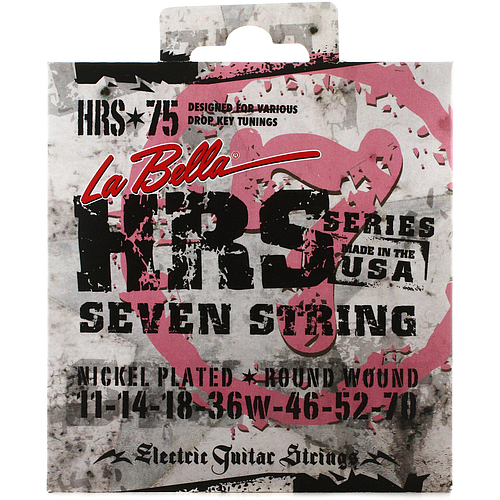 HRS★75
DESIGNED FOR VARIOUS
DROP KEY TUNINGS
La Bella®
HRS
SERIES
MADE IN THE
USA
SEVEN STRING
NICKEL PLATED ★ ROUND WOUND
11-14-18-36W-46-52-70
Electric Guitar Strings